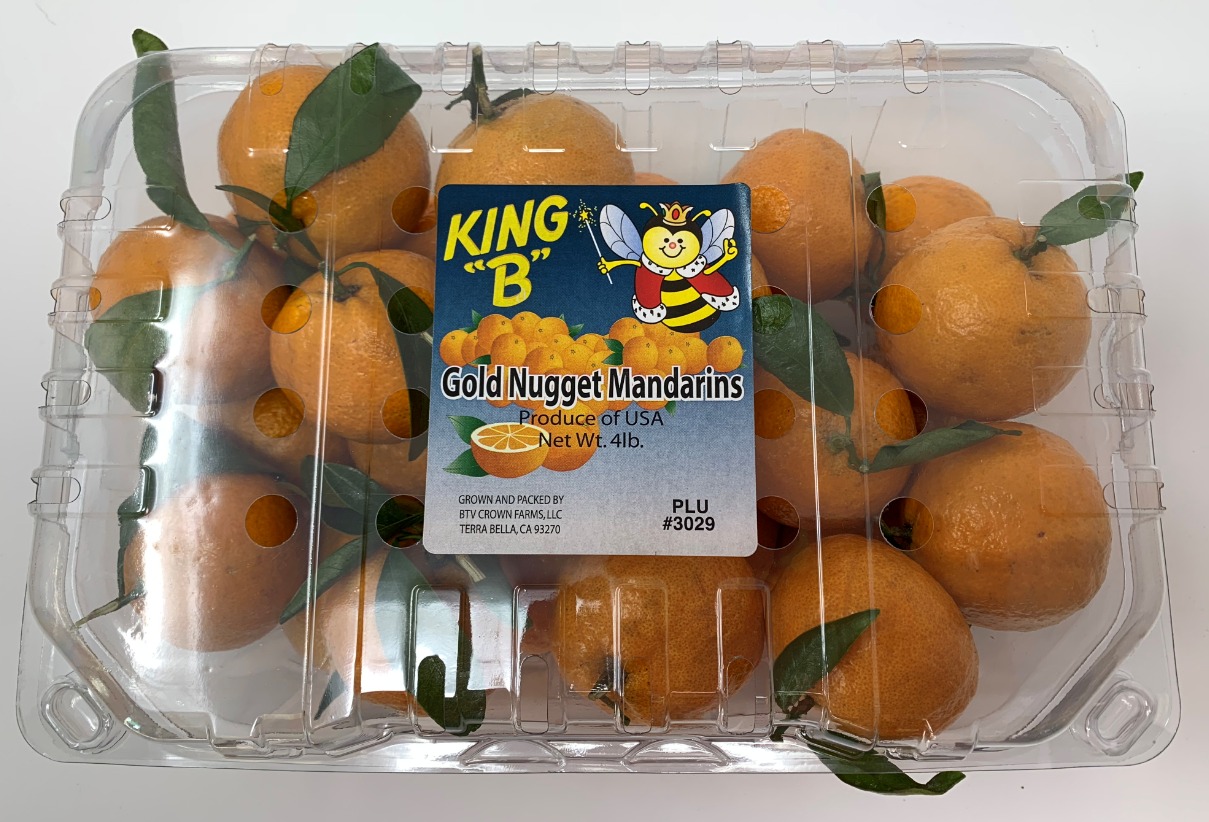 KING
“B”
Gold Nugget Mandarins
Produce of USA
Net Wt. 4lb.
GROWN AND PACKED BY
BTV CROWN FARMS, LLC
TERRA BELLA, CA 93270
PLU
#3029